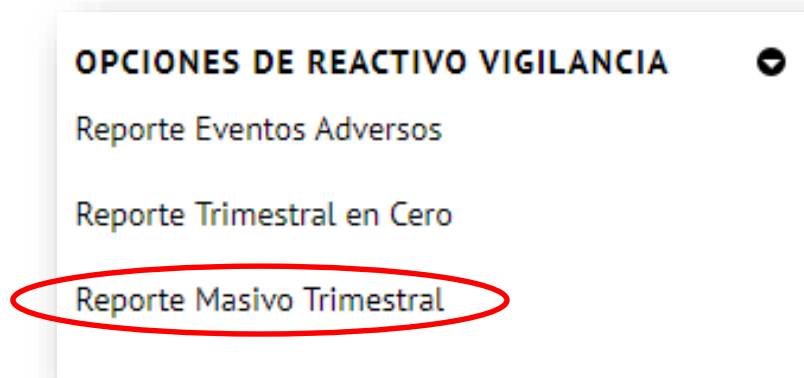 OPCIONES DE REACTIVO VIGILANCIA
Reporte Eventos Adversos
Reporte Trimestral en Cero
Reporte Masivo Trimestral